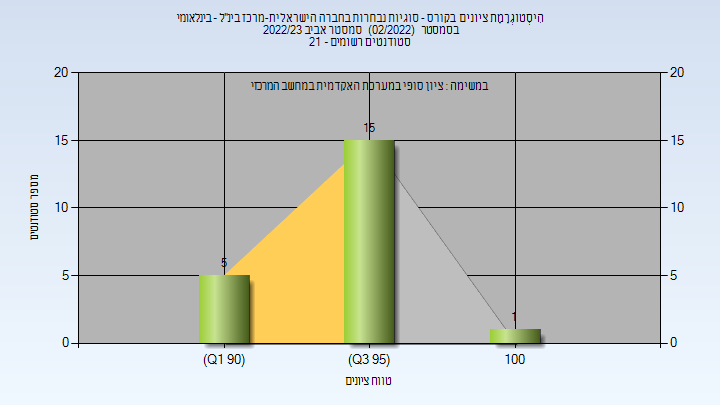 היסטוגרמת ציונים בקורס - סוגיות נבחרות בחברה הישראלית-מרכז בינ"ל - בינלאומי
בסמסטר (02/2022) סמסטר אביב 2022/23
סטודנטים רשומים - 21
במשימה : ציון סופי במערכת האקדמית במחשב המרכזי
20
20
15
15
15
10
10
5
5
5
1
0
0
מספר סטודנטים
(Q1 90)
(Q3 95)
100
טווח ציונים